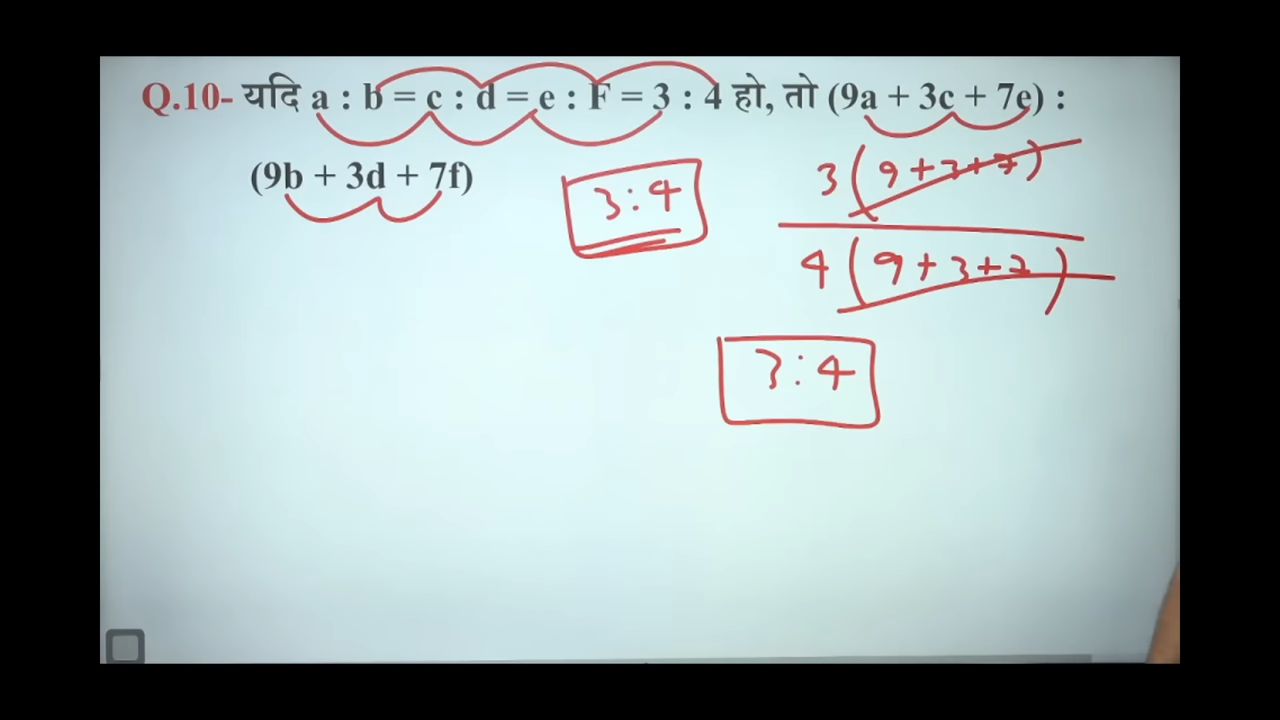 Q.10- यदि a : b = c : d = e : F = 3 : 4 हो, तो (9a + 3c + 7e) :
(9b + 3d + 7f)
3:4
3(9+3+7)
4(9+3+7)
3:4